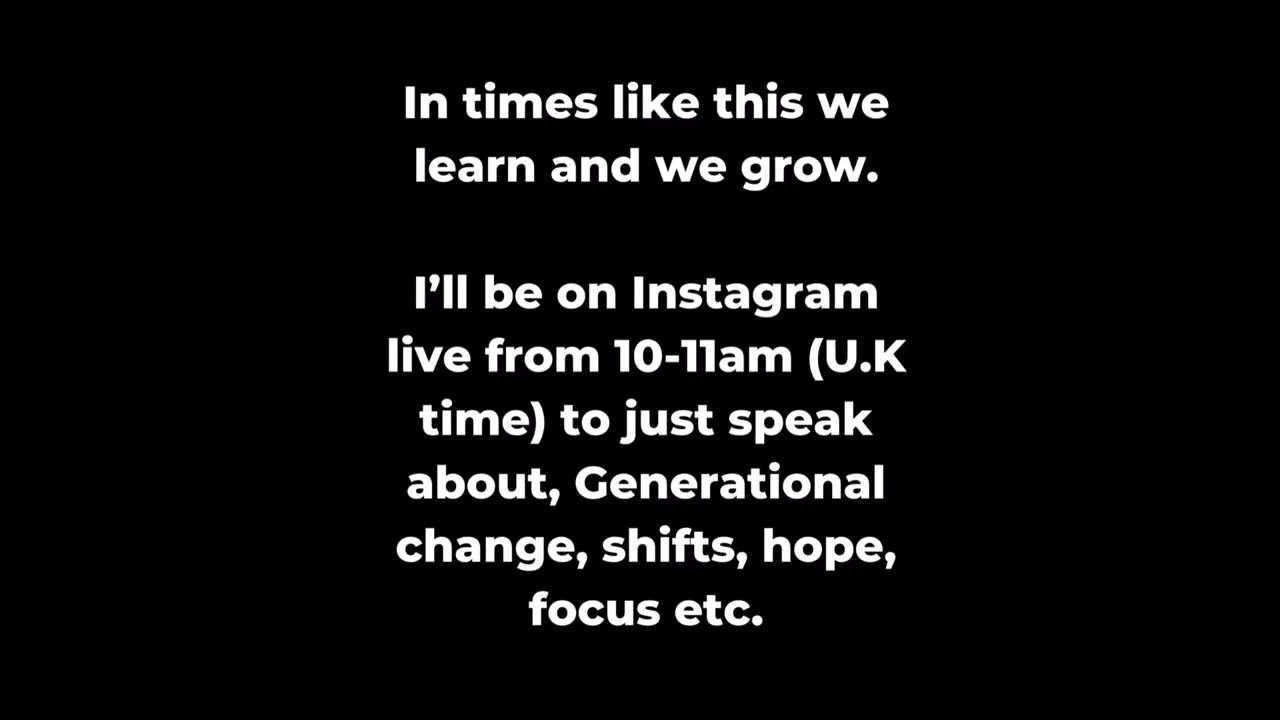 In times like this we
learn and we grow.
I’ll be on Instagram
live from 10-11am (U.K
time) to just speak
about, Generational
change, shifts, hope,
focus etc.